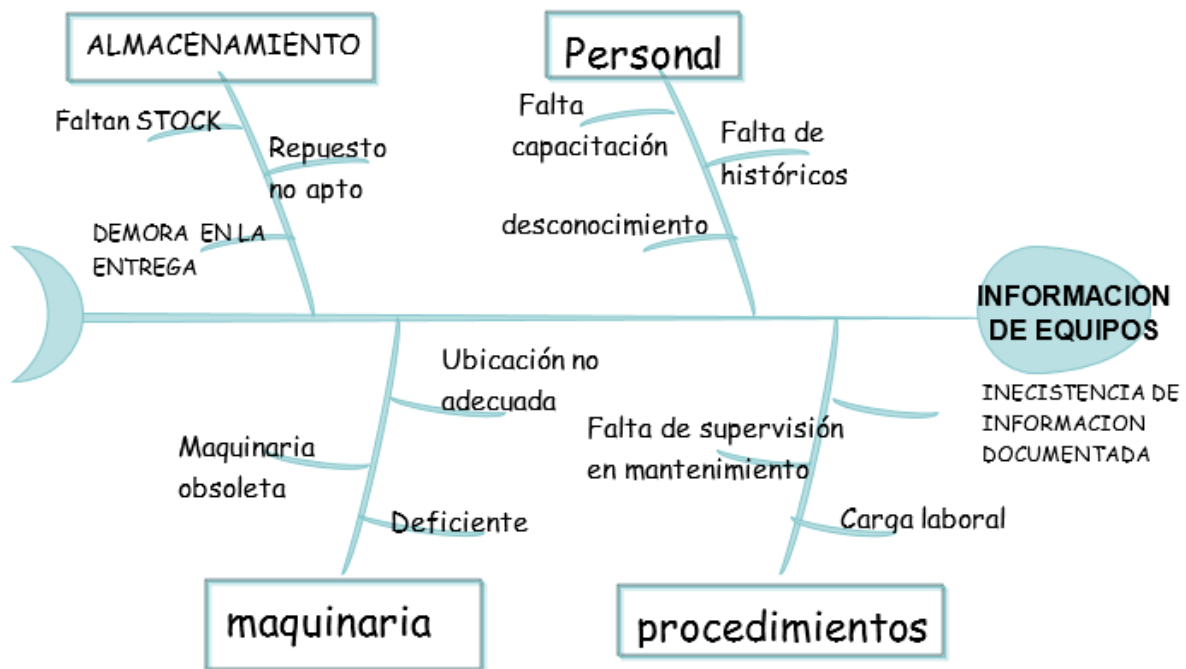 ALMACENAMIENTO
Faltan STOCK
Repuesto
no apto
DEMORA EN LA
ENTREGA
Personal
Falta
capacitación
Falta de
históricos
desconocimiento
INFORMACION
DE EQUIPOS
Ubicación no
adecuada
Maquinaria
obsoleta
Deficiente
maquinaria
INECISTENCIA DE
INFORMACION
DOCUMENTADA
Falta de supervisión
en mantenimiento
Carga laboral
procedimientos